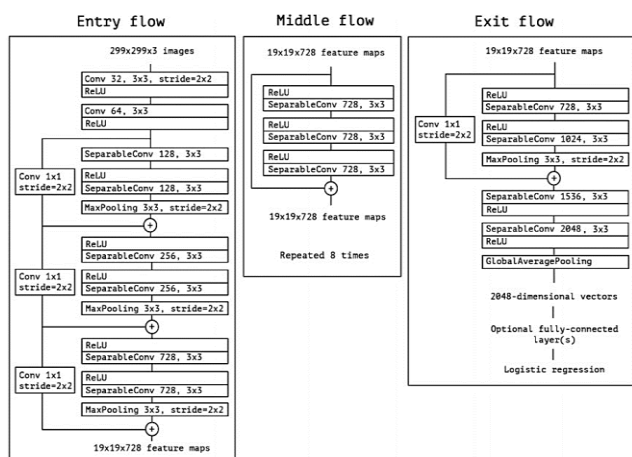 Entry flow
299x299x3 images
Conv 32, 3x3, stride=2x2
ReLU
Conv 64, 3x3
ReLU
Conv 1x1
stride=2x2
SeparableConv 128, 3x3
ReLU
SeparableConv 128, 3x3
MaxPooling 3x3, stride=2x2
+
Conv 1x1
stride=2x2
ReLU
SeparableConv 256, 3x3
ReLU
SeparableConv 256, 3x3
MaxPooling 3x3, stride=2x2
+
Conv 1x1
stride=2x2
ReLU
SeparableConv 728, 3x3
ReLU
SeparableConv 728, 3x3
MaxPooling 3x3, stride=2x2
+
19x19x728 feature maps
Middle flow
19x19x728 feature maps
ReLU
SeparableConv 728, 3x3
ReLU
SeparableConv 728, 3x3
ReLU
SeparableConv 728, 3x3
+
19x19x728 feature maps
Repeated 8 times
Exit flow
19x19x728 feature maps
Conv 1x1
stride=2x2
ReLU
SeparableConv 728, 3x3
ReLU
SeparableConv 1024, 3x3
MaxPooling 3x3, stride=2x2
+
SeparableConv 1536, 3x3
ReLU
SeparableConv 2048, 3x3
ReLU
GlobalAveragePooling
2048-dimensional vectors
Optional fully-connected
layer(s)
Logistic regression